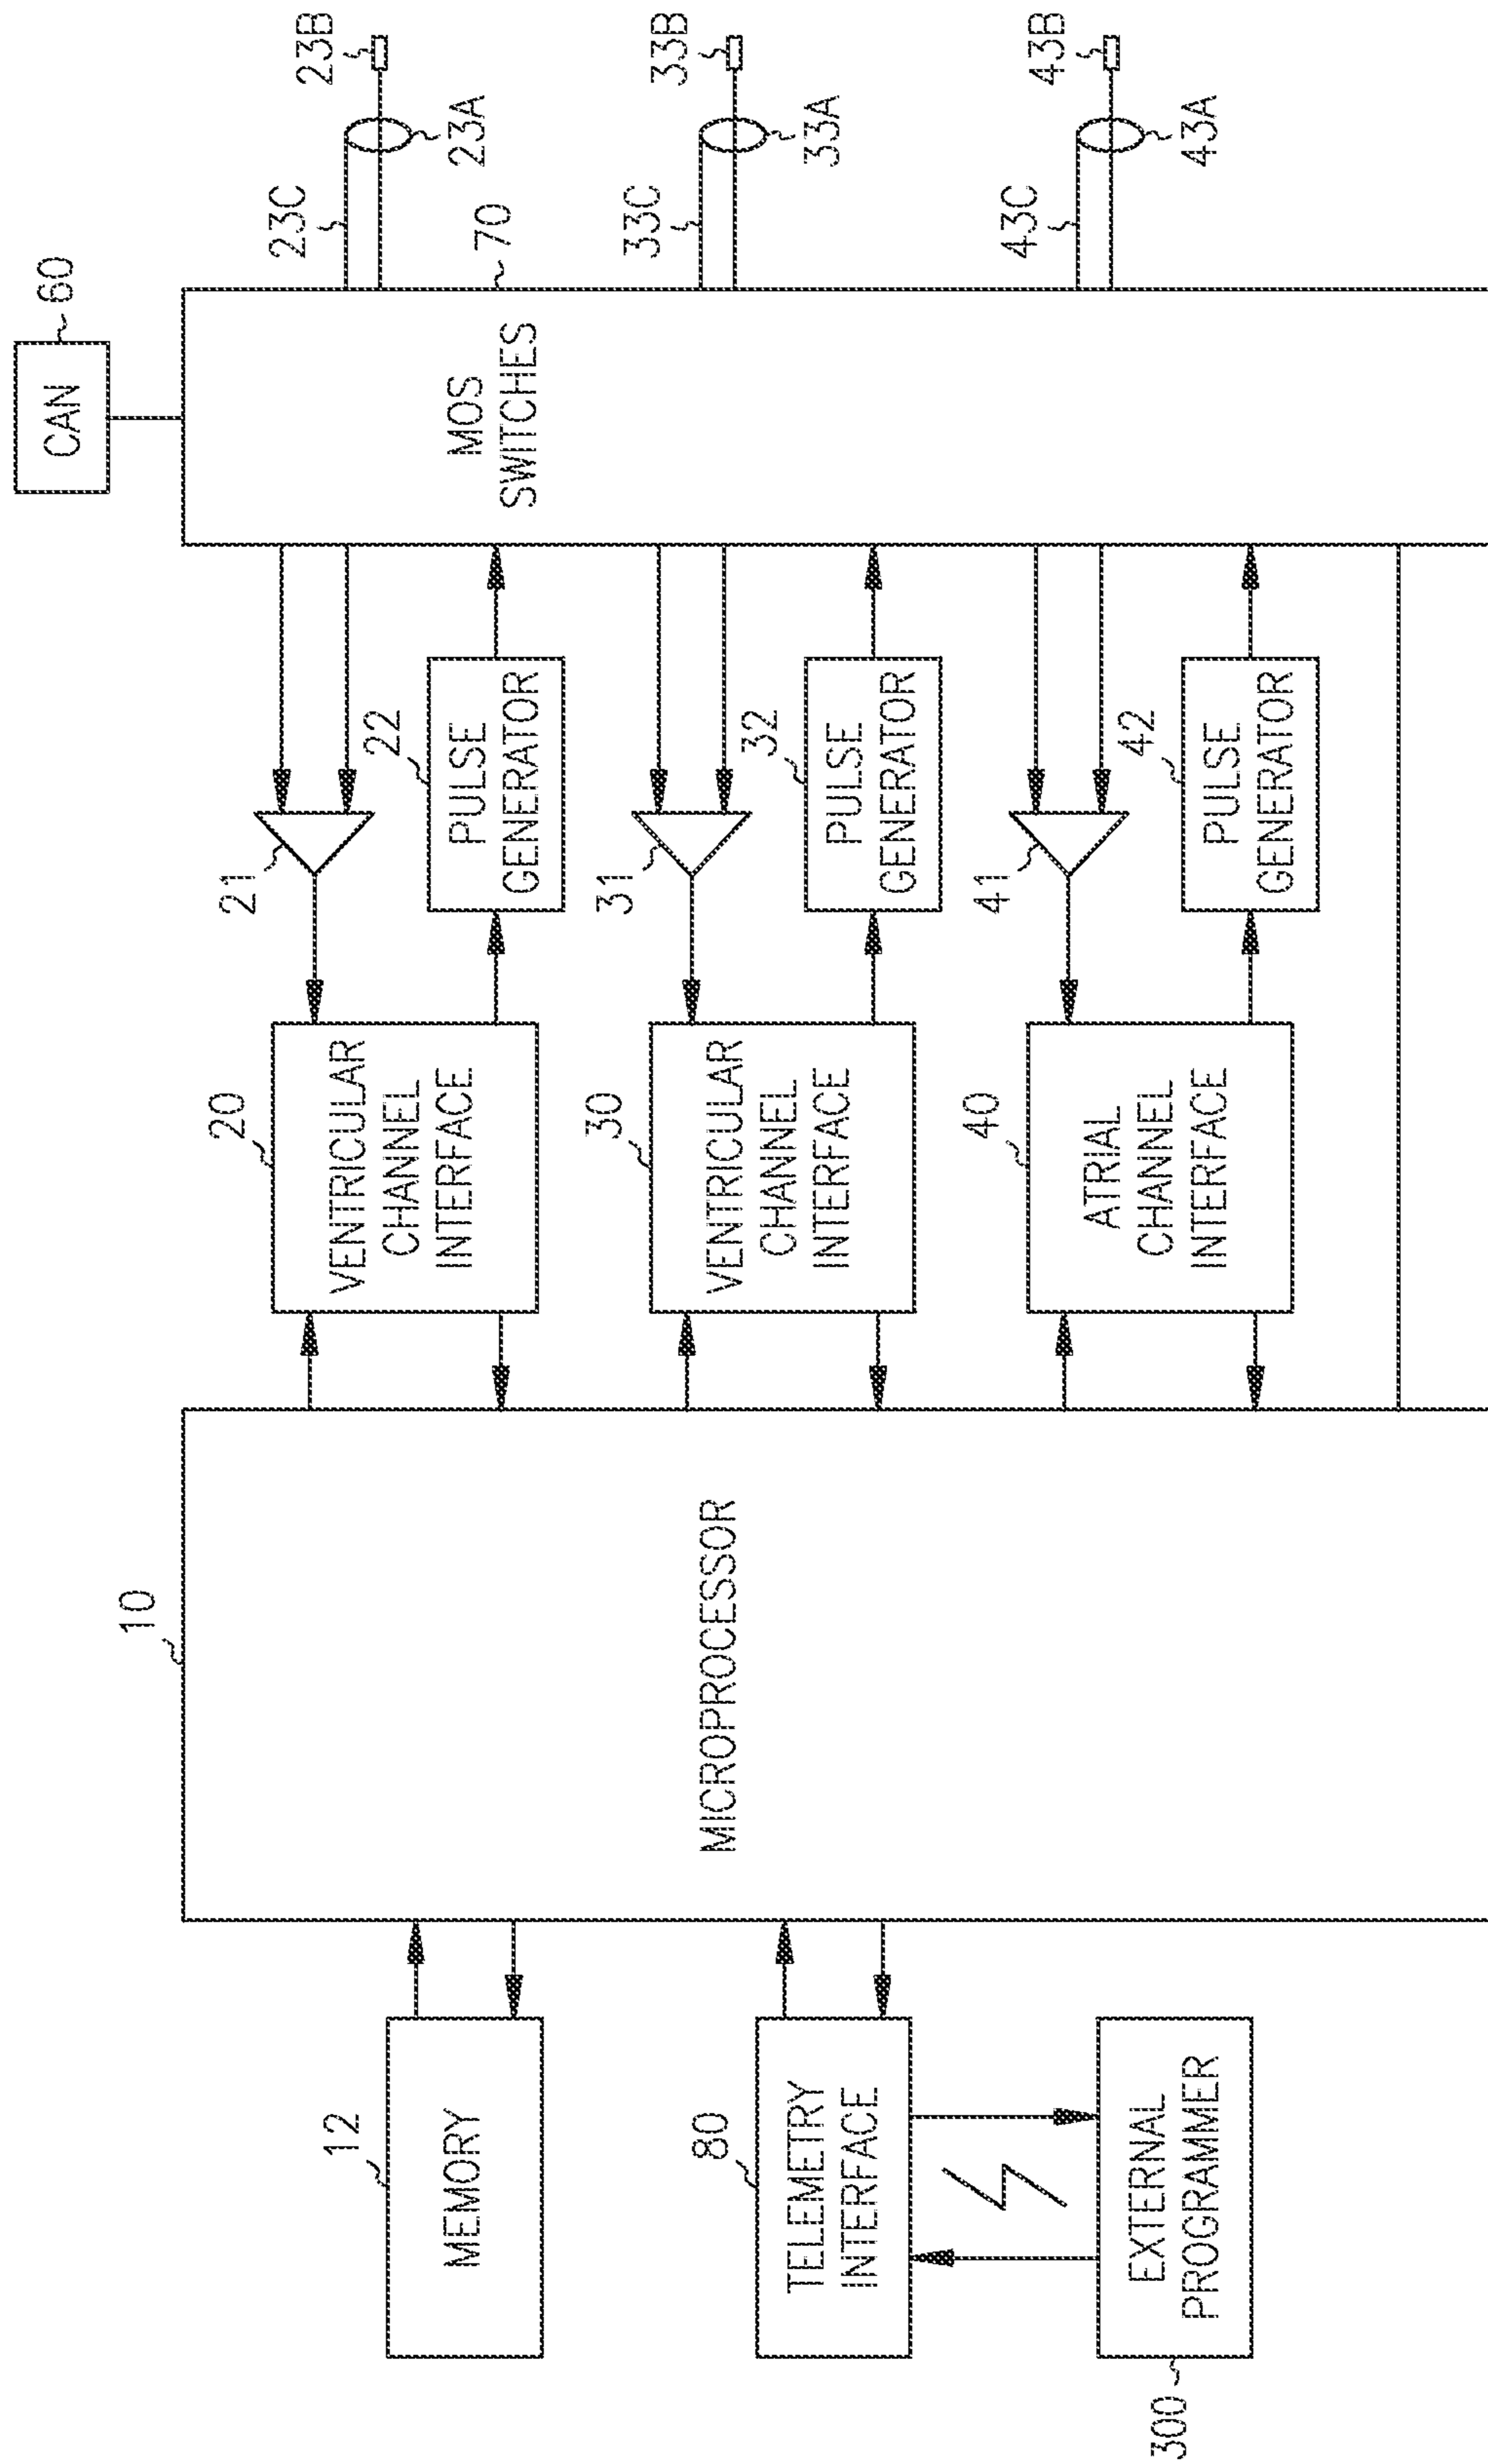 10
MICROPROCESSOR
12
MEMORY
80
TELEMETRY
INTERFACE
300
EXTERNAL
PROGRAMMER
20
VENTRICULAR
CHANNEL
INTERFACE
21
22
PULSE
GENERATOR
30
VENTRICULAR
CHANNEL
INTERFACE
31
32
PULSE
GENERATOR
40
ATRIAL
CHANNEL
INTERFACE
41
42
PULSE
GENERATOR
CAN
60
MOS
SWITCHES
70
23C
23A
23B
33C
33A
33B
43C
43A
43B